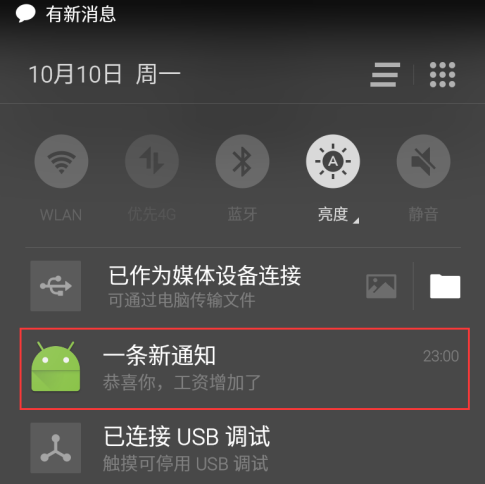 有新消息
10月10日 周一
WLAN 优先4G 蓝牙 亮度 静音
已作为媒体设备连接
可通过电脑传输文件
一条新通知 23:00
恭喜你，工资增加了
已连接 USB 调试
触摸可停用 USB 调试